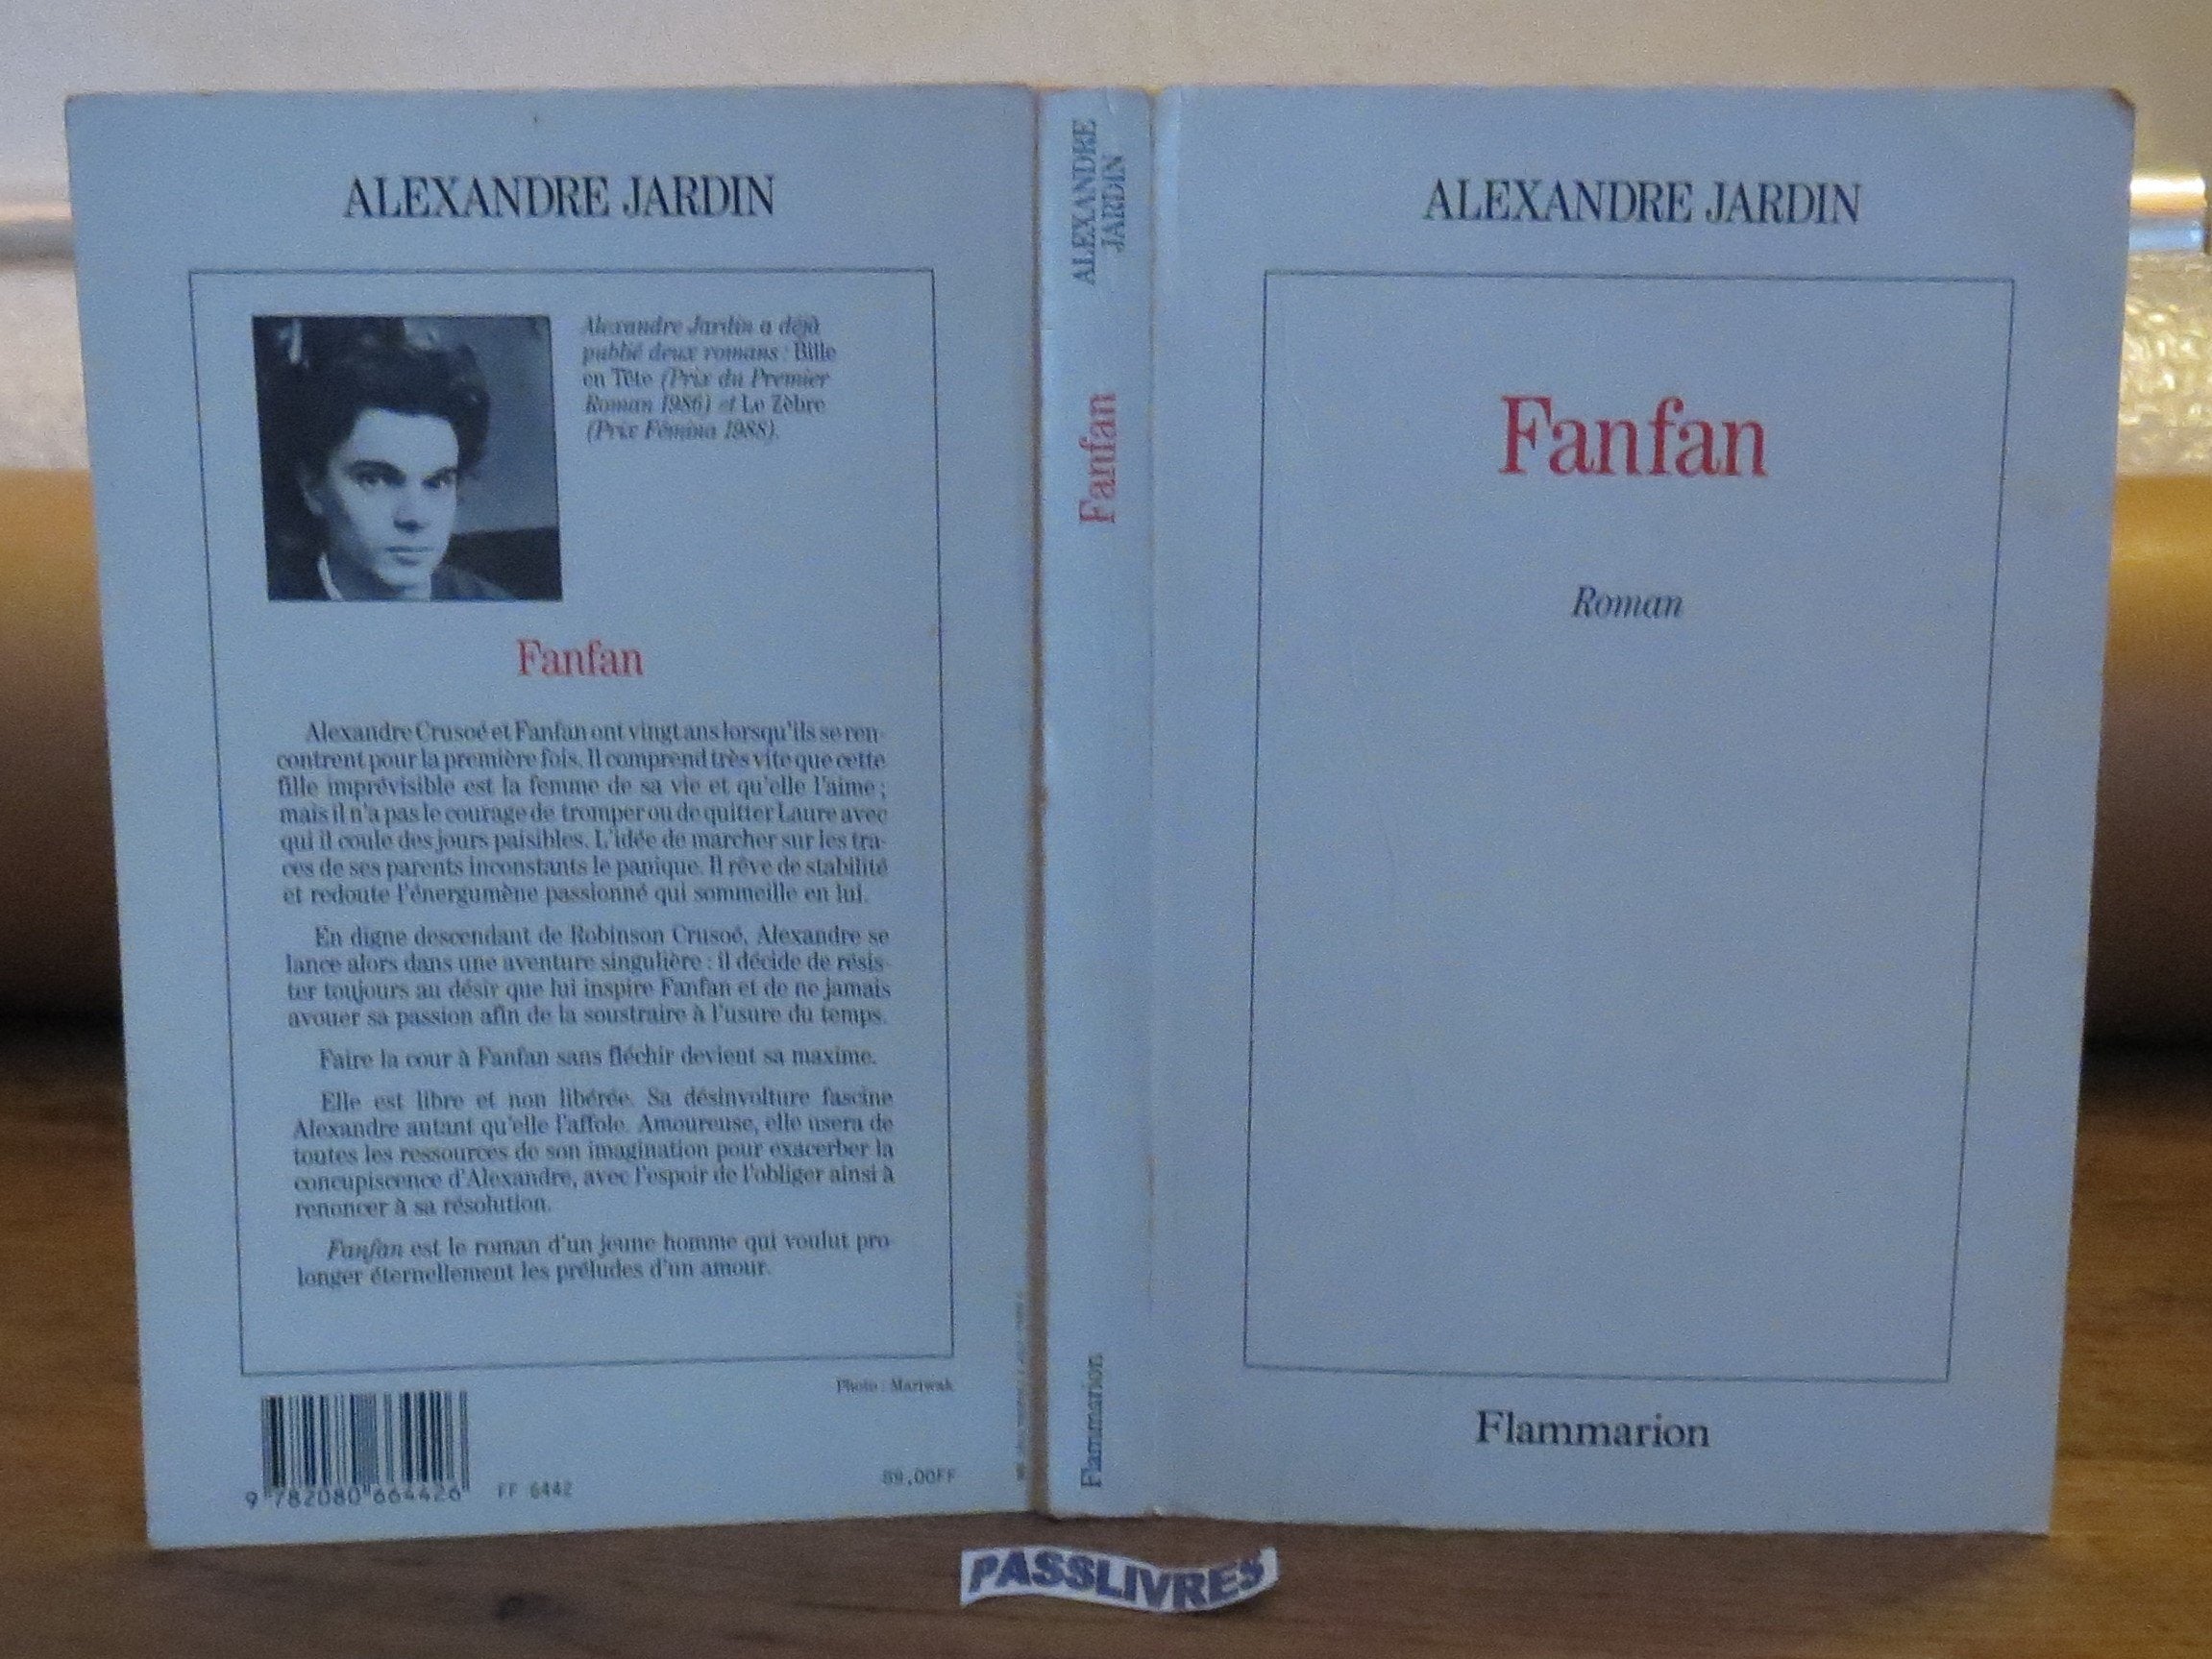 ALEXANDRE JARDIN
Alexandre Jardin a déjà
publié deux romans : Bille
en Tête (Prix du Premier
Roman 1986) et Le Zèbre
(Prix Fémina 1988).
Fanfan
Alexandre Crusoé et Fanfan ont vingt ans lorsqu'ils se ren-
contrent pour la première fois. Il comprend très vite que cette
fille imprévisible est la femme de sa vie et qu'elle l'aime ;
mais il n'a pas le courage de tromper ou de quitter Laure avec
qui il coule des jours paisibles. L'idée de marcher sur les tra-
ces de ses parents inconstants le panique. Il rêve de stabilité
et redoute l'énergumène passionné qui sommeille en lui.
En digne descendant de Robinson Crusoé, Alexandre se
lance alors dans une aventure singulière : il décide de résis-
ter toujours au désir que lui inspire Fanfan et de ne jamais
avouer sa passion afin de la soustraire à l'usure du temps.
Faire la cour à Fanfan sans fléchir devient sa maxime.
Elle est libre et non libérée. Sa désinvolture fascine
Alexandre autant qu'elle l'affole. Amoureuse, elle usera de
toutes les ressources de son imagination pour exacerber la
concupiscence d'Alexandre, avec l'espoir de l'obliger ainsi à
renoncer à sa résolution.
Fanfan est le roman d'un jeune homme qui voulut pro-
longer éternellement les préludes d'un amour.
Photo : Mariwak
9 782080 664426
FF 6442
89,00FF
ALEXANDRE
JARDIN
Fanfan
Flammarion
ALEXANDRE JARDIN
Fanfan
Roman
Flammarion
PASSLIVRES